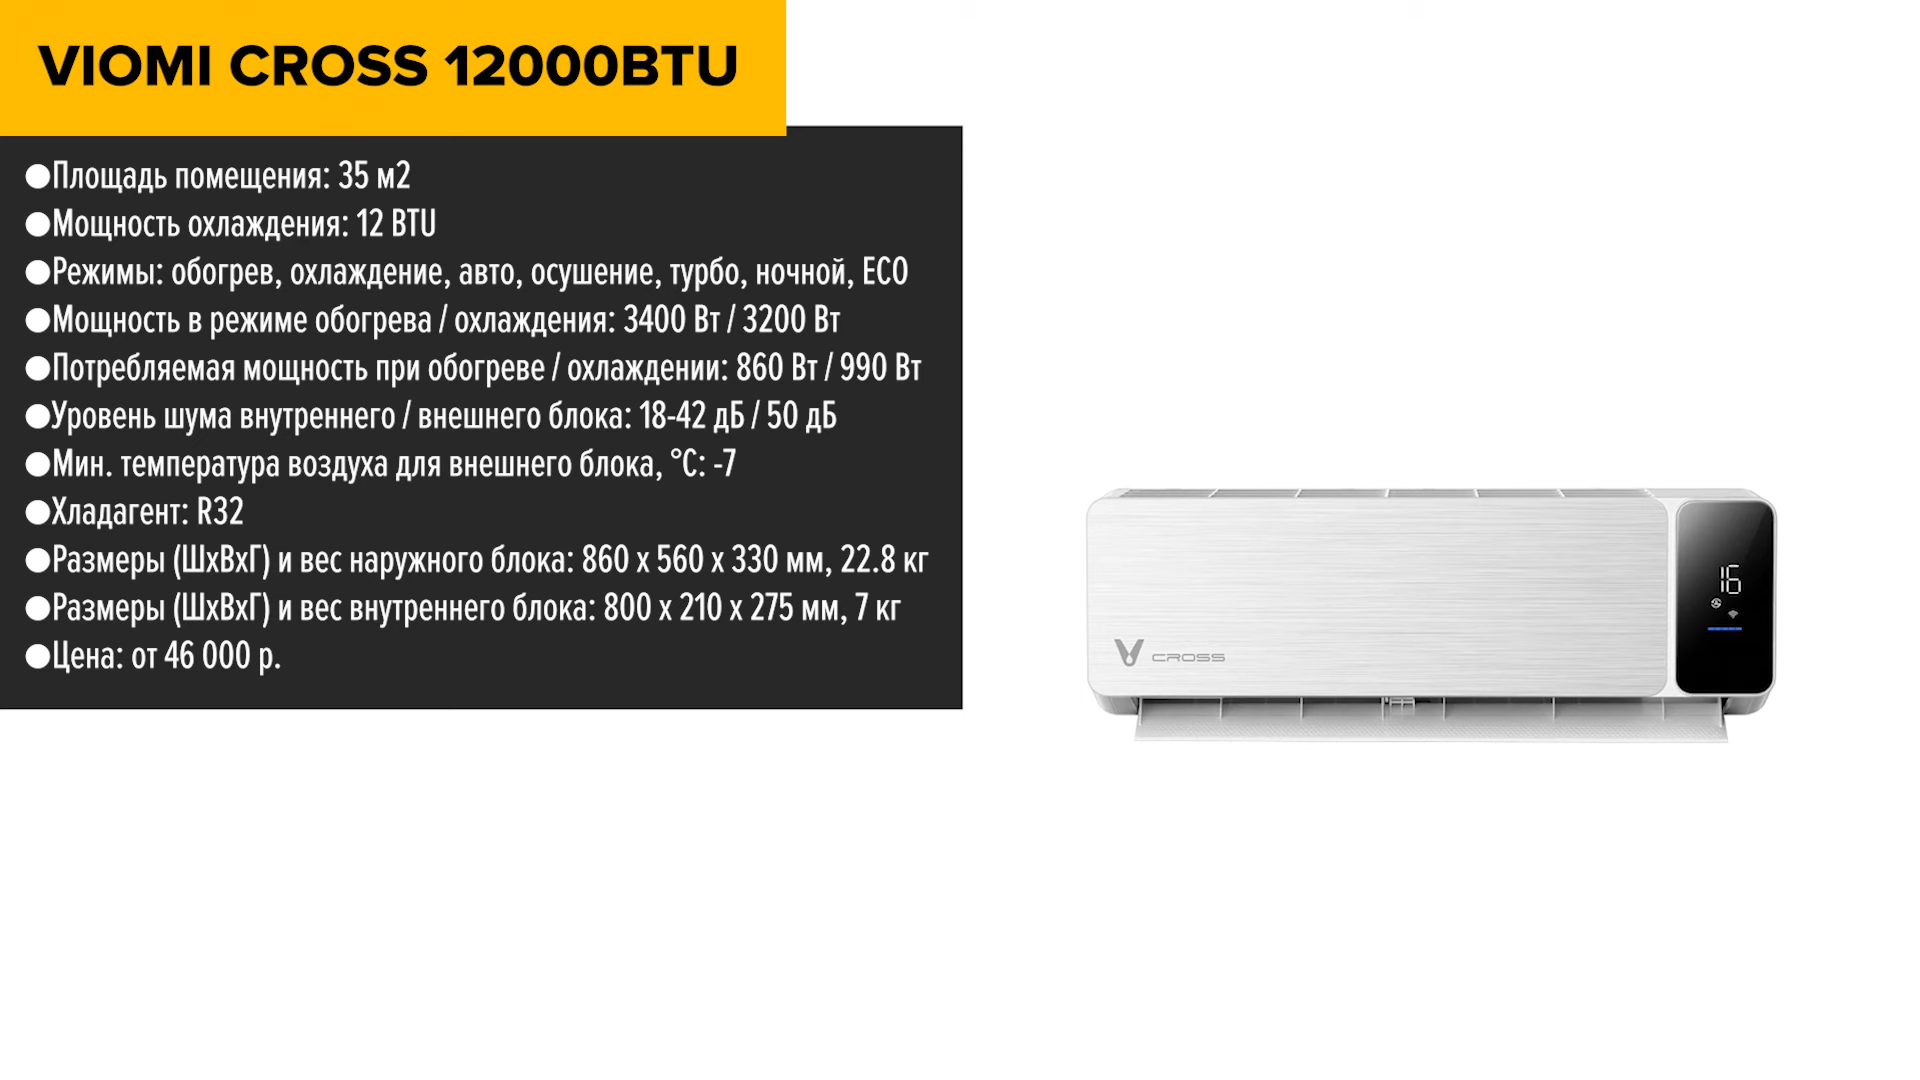 VIOMI CROSS 12000BTU
●Площадь помещения: 35 м2
●Мощность охлаждения: 12 BTU
●Режимы: обогрев, охлаждение, авто, осушение, турбо, ночной, ECO
●Мощность в режиме обогрева / охлаждения: 3400 Вт / 3200 Вт
●Потребляемая мощность при обогреве / охлаждении: 860 Вт / 990 Вт
●Уровень шума внутреннего / внешнего блока: 18-42 дБ / 50 дБ
●Мин. температура воздуха для внешнего блока, °C: -7
●Хладагент: R32
●Размеры (ШхВхГ) и вес наружного блока: 860 x 560 x 330 мм, 22.8 кг
●Размеры (ШхВхГ) и вес внутреннего блока: 800 x 210 x 275 мм, 7 кг
●Цена: от 46 000 р.
16
CROSS